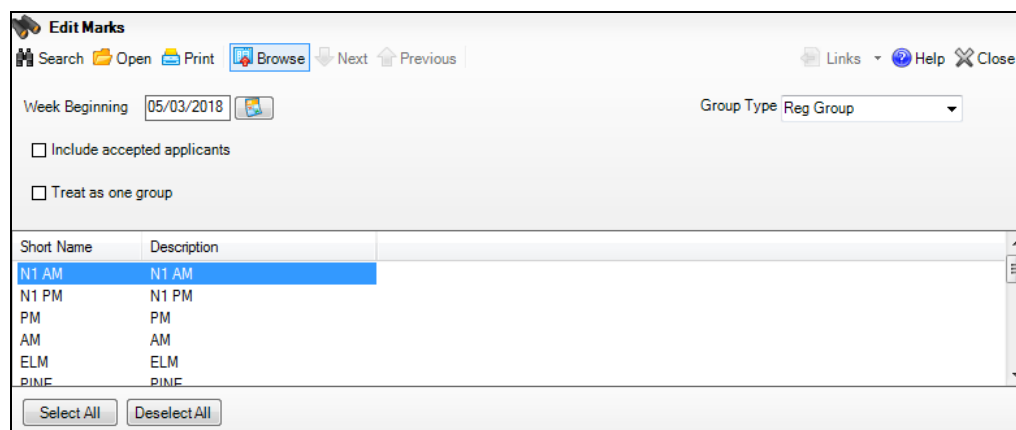 Edit Marks
Search Open Print Browse Next Previous Links Help Close
Week Beginning 05/03/2018 Group Type Reg Group
Include accepted applicants
Treat as one group
Short Name Description
N1 AM N1 AM
N1 PM N1 PM
PM PM
AM AM
ELM ELM
PINE PINE
Select All Deselect All